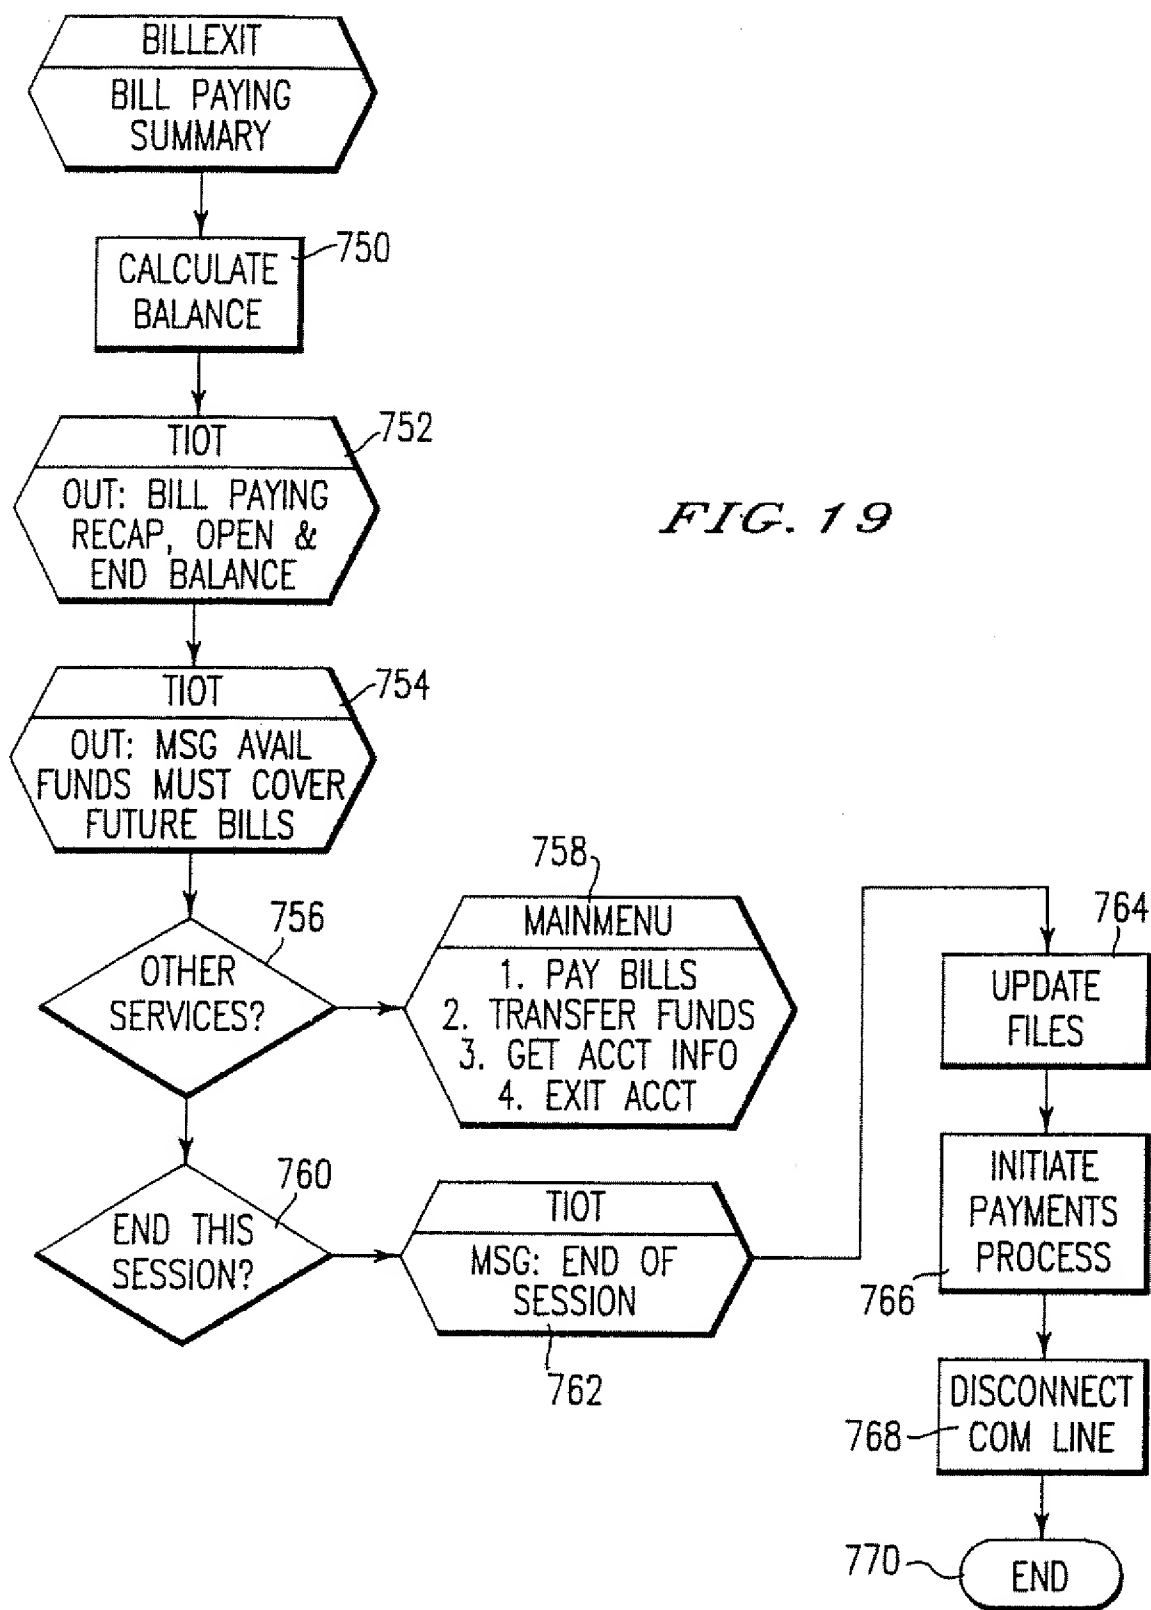 BILLEXIT
BILL PAYING
SUMMARY
750
CALCULATE
BALANCE
752
TIOT
OUT: BILL PAYING
RECAP, OPEN &
END BALANCE
FIG. 19
754
TIOT
OUT: MSG AVAIL
FUNDS MUST COVER
FUTURE BILLS
756
OTHER
SERVICES?
758
MAINMENU
1. PAY BILLS
2. TRANSFER FUNDS
3. GET ACCT INFO
4. EXIT ACCT
760
END THIS
SESSION?
TIOT
MSG: END OF
SESSION
762
764
UPDATE
FILES
INITIATE
PAYMENTS
PROCESS
766
DISCONNECT
COM LINE
768
770
END